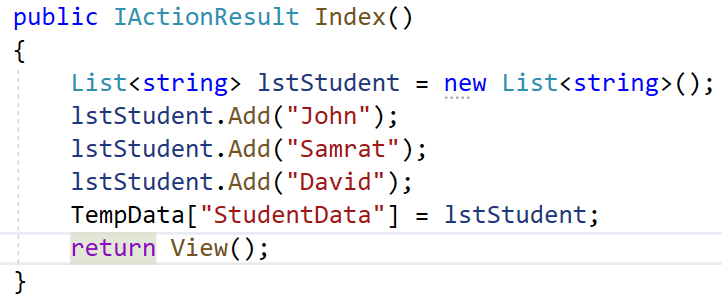 public IActionResult Index()
{
List<string> lstStudent = new List<string>();
lstStudent.Add("John");
lstStudent.Add("Samrat");
lstStudent.Add("David");
TempData["StudentData"] = lstStudent;
return View();
}